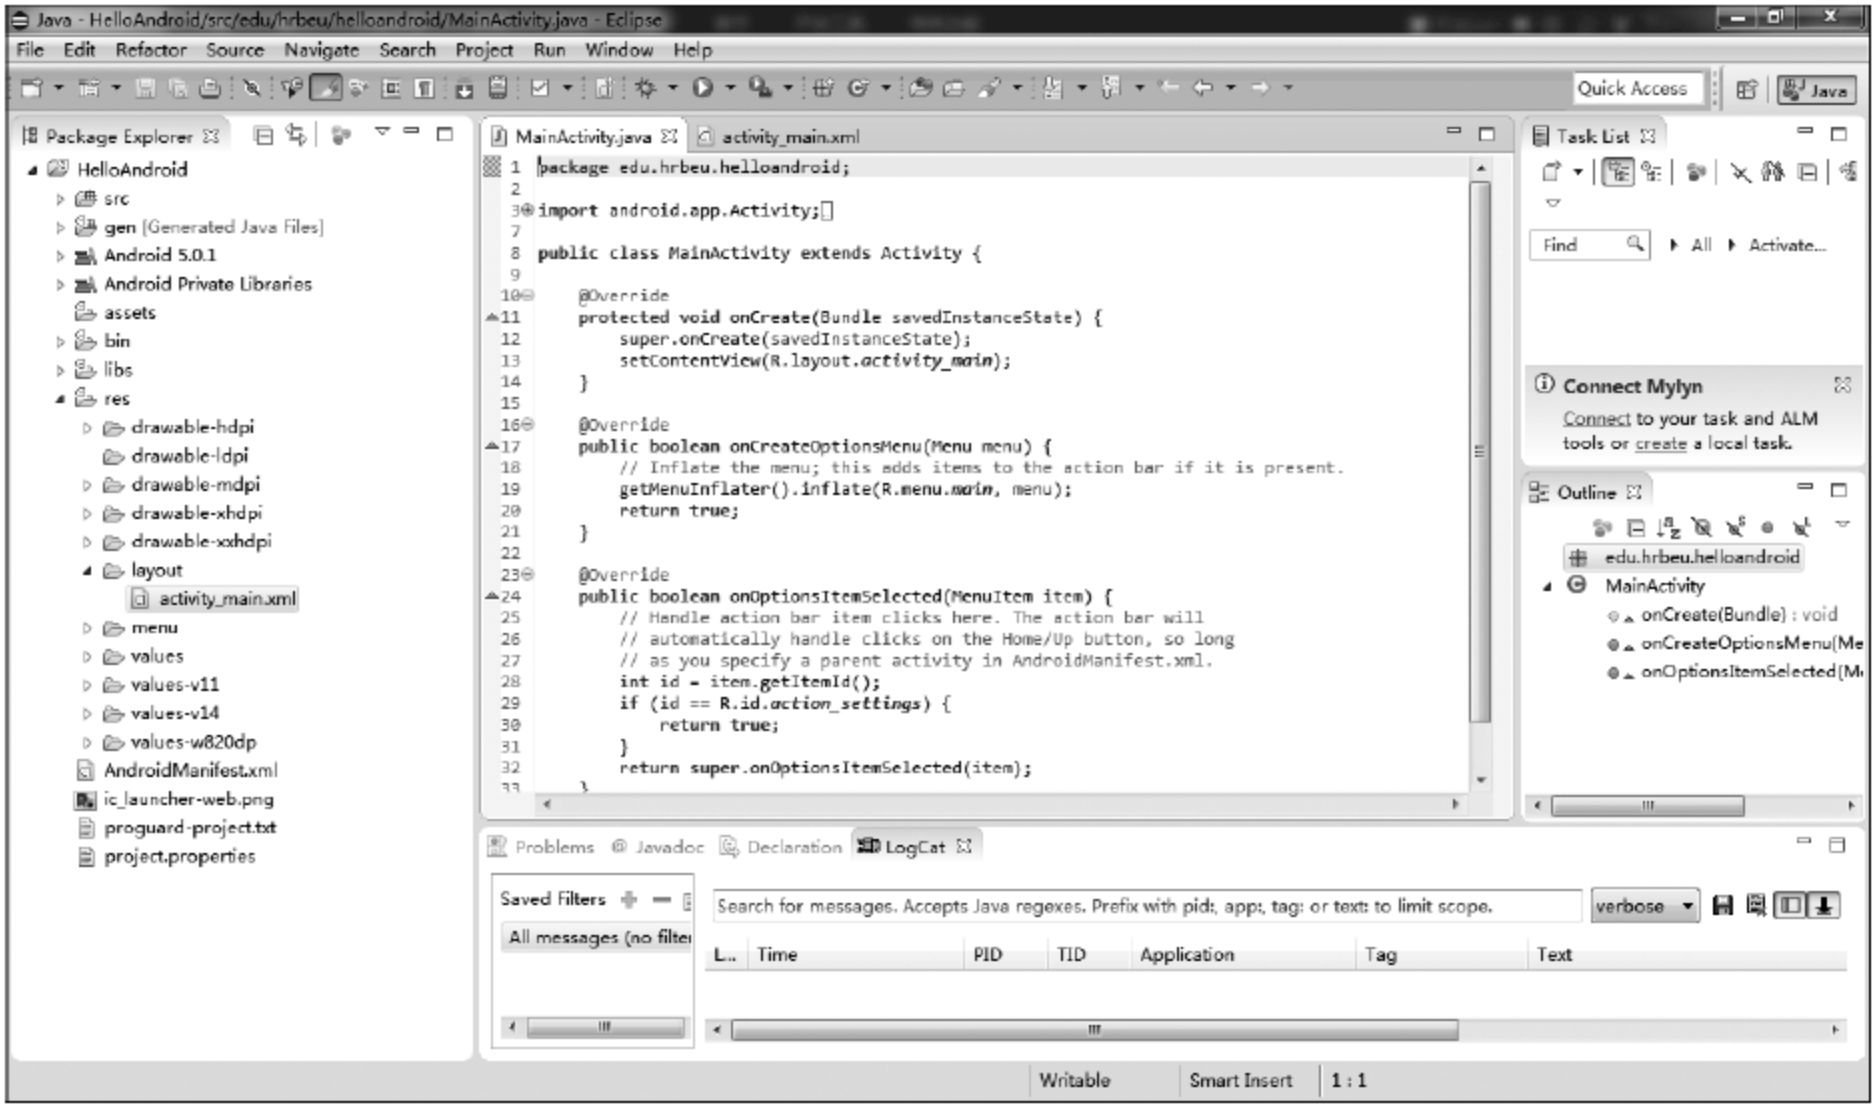 Java - HelloAndroid/src/edu/hrbeu/helloandroid/MainActivity.java - Eclipse
File Edit Refactor Source Navigate Search Project Run Window Help
Quick Access
Java
Package Explorer
HelloAndroid
src
gen [Generated Java Files]
Android 5.0.1
Android Private Libraries
assets
bin
libs
res
drawable-hdpi
drawable-ldpi
drawable-mdpi
drawable-xhdpi
drawable-xxhdpi
layout
activity_main.xml
menu
values
values-v11
values-v14
values-w820dp
AndroidManifest.xml
ic_launcher-web.png
proguard-project.txt
project.properties
MainActivity.java activity_main.xml
1 package edu.hrbeu.helloandroid;
2
3 import android.app.Activity;
7
8 public class MainActivity extends Activity {
9
10 @Override
11 protected void onCreate(Bundle savedInstanceState) {
12 super.onCreate(savedInstanceState);
13 setContentView(R.layout.activity_main);
14 }
15
16 @Override
17 public boolean onCreateOptionsMenu(Menu menu) {
18 // Inflate the menu; this adds items to the action bar if it is present.
19 getMenuInflater().inflate(R.menu.main, menu);
20 return true;
21 }
22
23 @Override
24 public boolean onOptionsItemSelected(MenuItem item) {
25 // Handle action bar item clicks here. The action bar will
26 // automatically handle clicks on the Home/Up button, so long
27 // as you specify a parent activity in AndroidManifest.xml.
28 int id = item.getItemId();
29 if (id == R.id.action_settings) {
30 return true;
31 }
32 return super.onOptionsItemSelected(item);
33 }
Task List
Find All Activate...
Connect Mylyn
Connect to your task and ALM
tools or create a local task.
Outline
edu.hrbeu.helloandroid
MainActivity
onCreate(Bundle) : void
onCreateOptionsMenu(Me
onOptionsItemSelected(M
Problems @ Javadoc Declaration LogCat
Saved Filters
All messages (no filter
Search for messages. Accepts Java regexes. Prefix with pid:, app:, tag: or text: to limit scope.
verbose
L... Time PID TID Application Tag Text
Writable Smart Insert 1 : 1